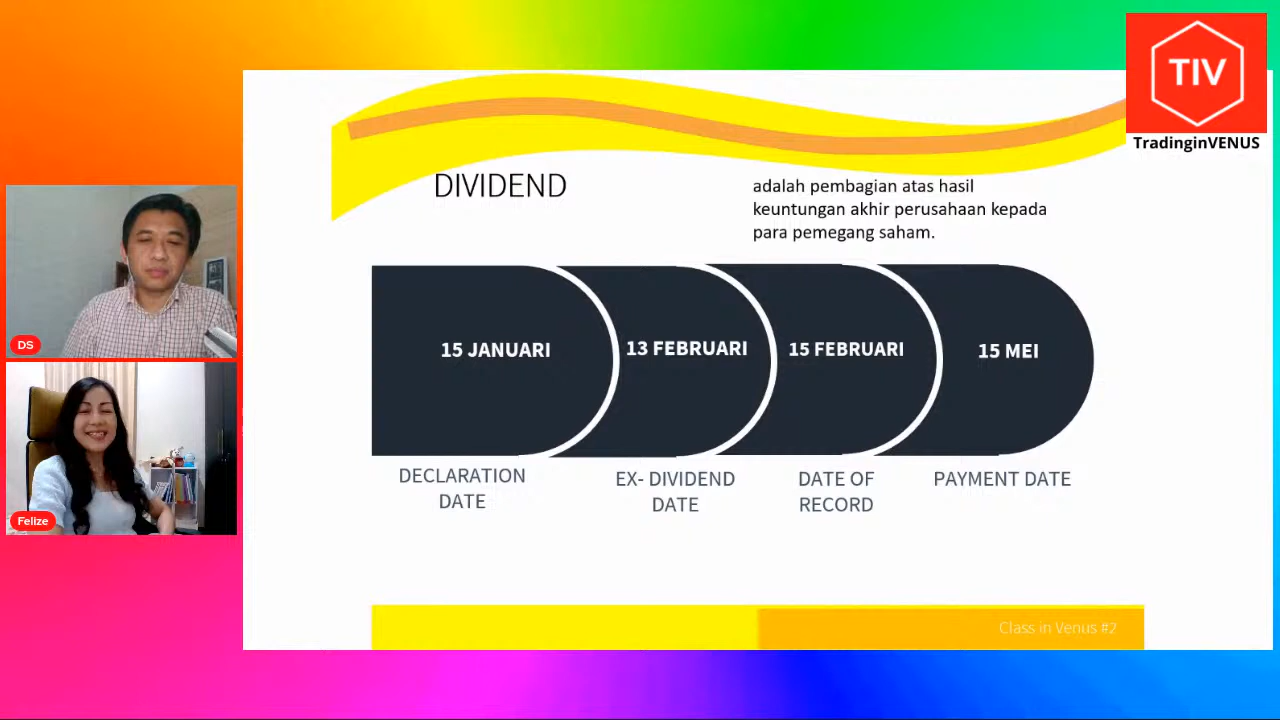 TIV
TradinginVENUS
DIVIDEND
adalah pembagian atas hasil
keuntungan akhir perusahaan kepada
para pemegang saham.
15 JANUARI
13 FEBRUARI
15 FEBRUARI
15 MEI
DECLARATION
DATE
EX- DIVIDEND
DATE
DATE OF
RECORD
PAYMENT DATE
DS
Felize
Class in Venus #2